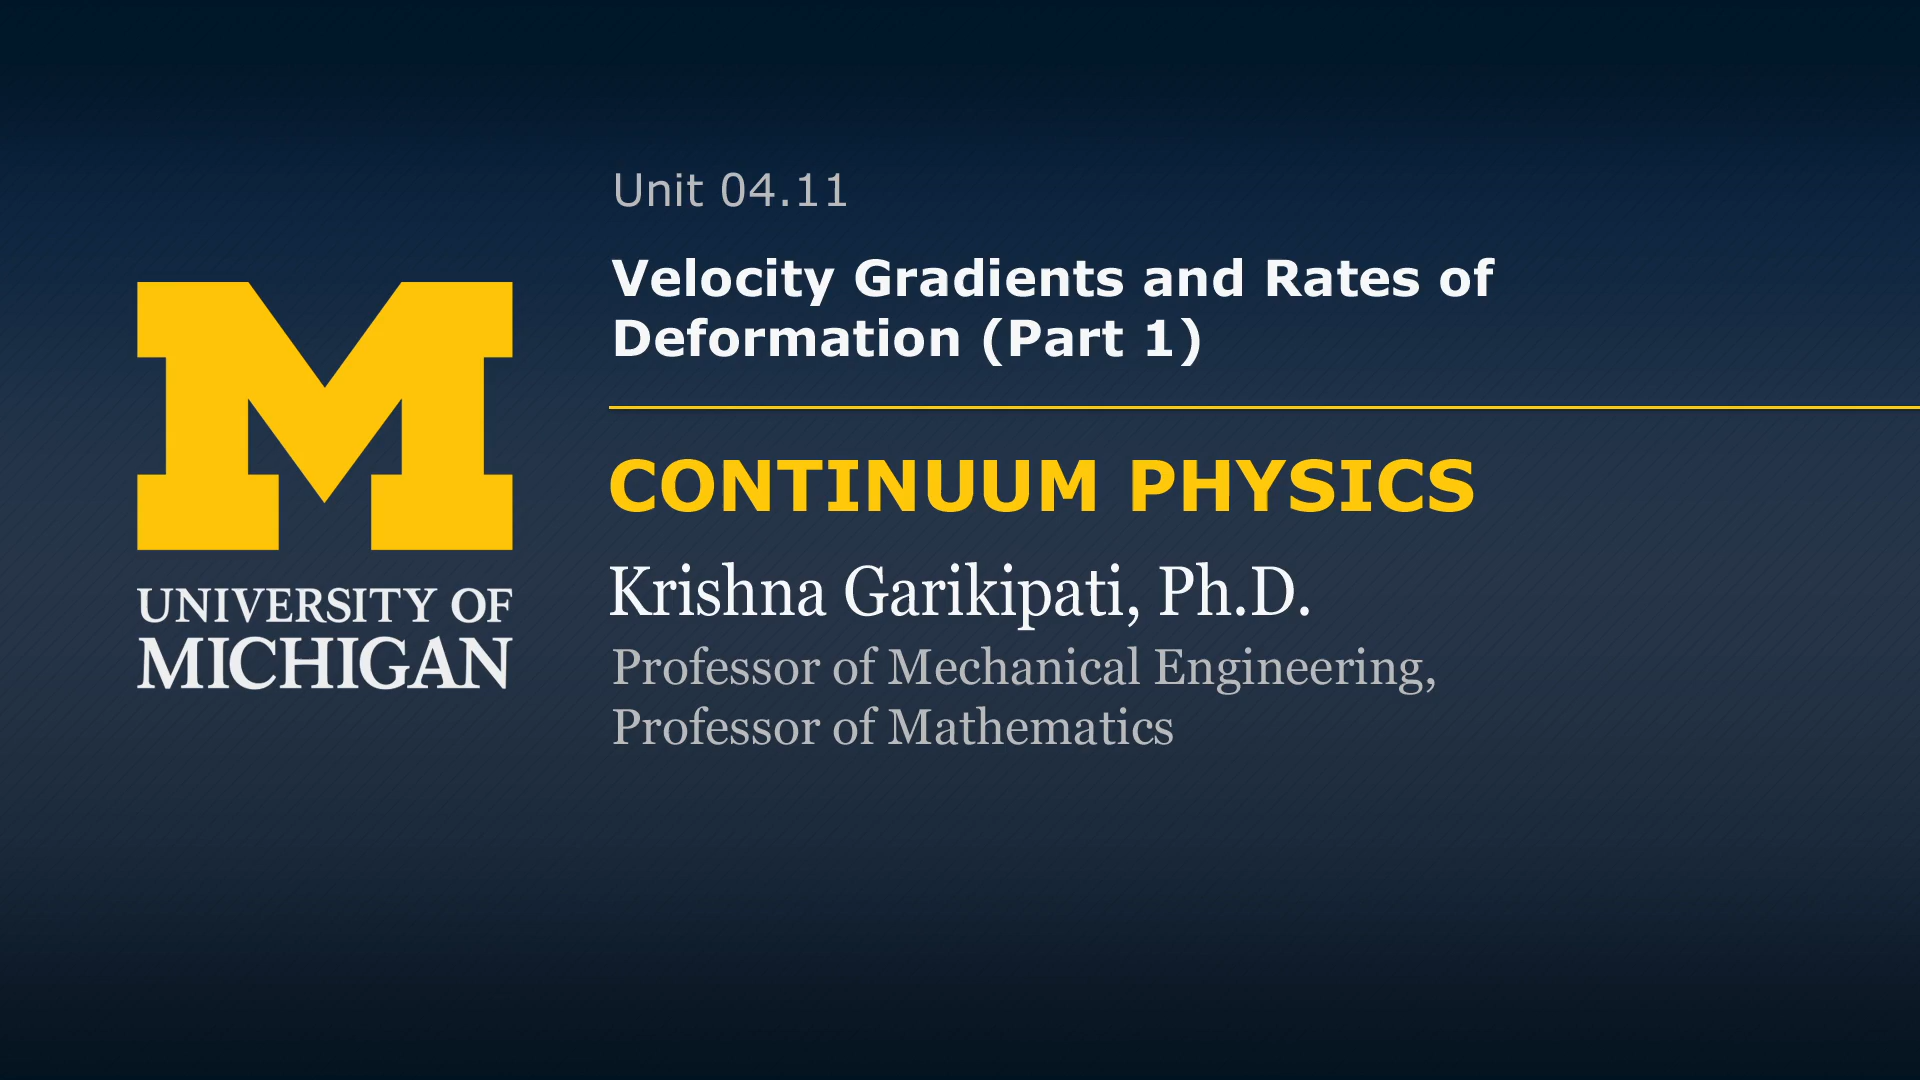 Unit 04.11
Velocity Gradients and Rates of
Deformation (Part 1)
CONTINUUM PHYSICS
Krishna Garikipati, Ph.D.
Professor of Mechanical Engineering,
Professor of Mathematics
M
UNIVERSITY OF
MICHIGAN